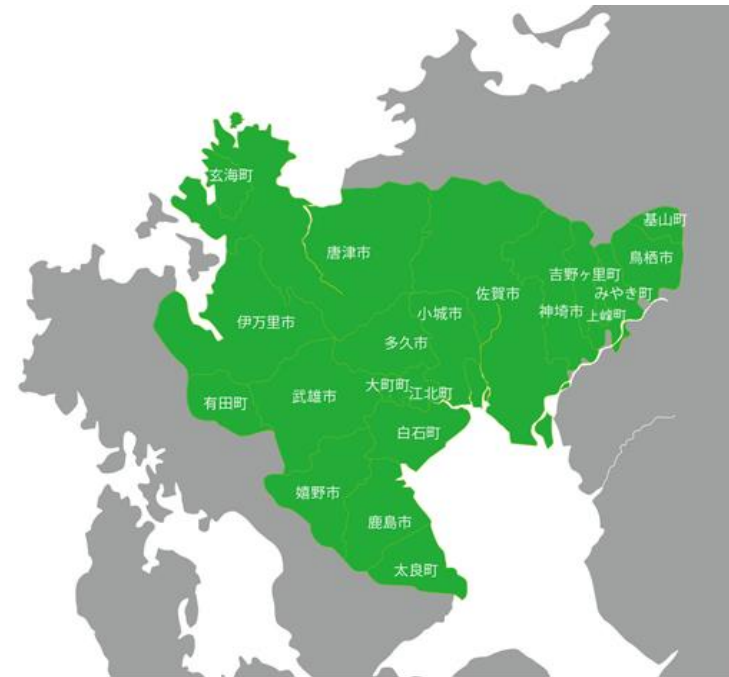 玄海町
基山町
唐津市
鳥栖市
吉野ヶ里町
みやき町
佐賀市
神埼市
上峰町
小城市
伊万里市
多久市
大町町
江北町
武雄市
有田町
白石町
嬉野市
鹿島市
太良町